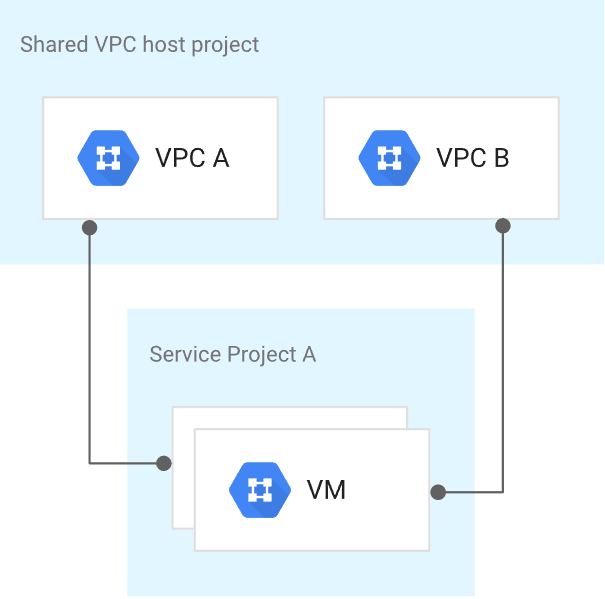 Shared VPC host project
VPC A
VPC B
Service Project A
VM